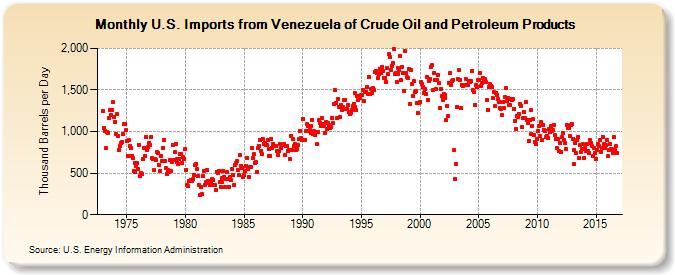 Monthly U.S. Imports from Venezuela of Crude Oil and Petroleum Products
Thousand Barrels per Day
2,000
1,500
1,000
500
0
1975 1980 1985 1990 1995 2000 2005 2010 2015
Source: U.S. Energy Information Administration